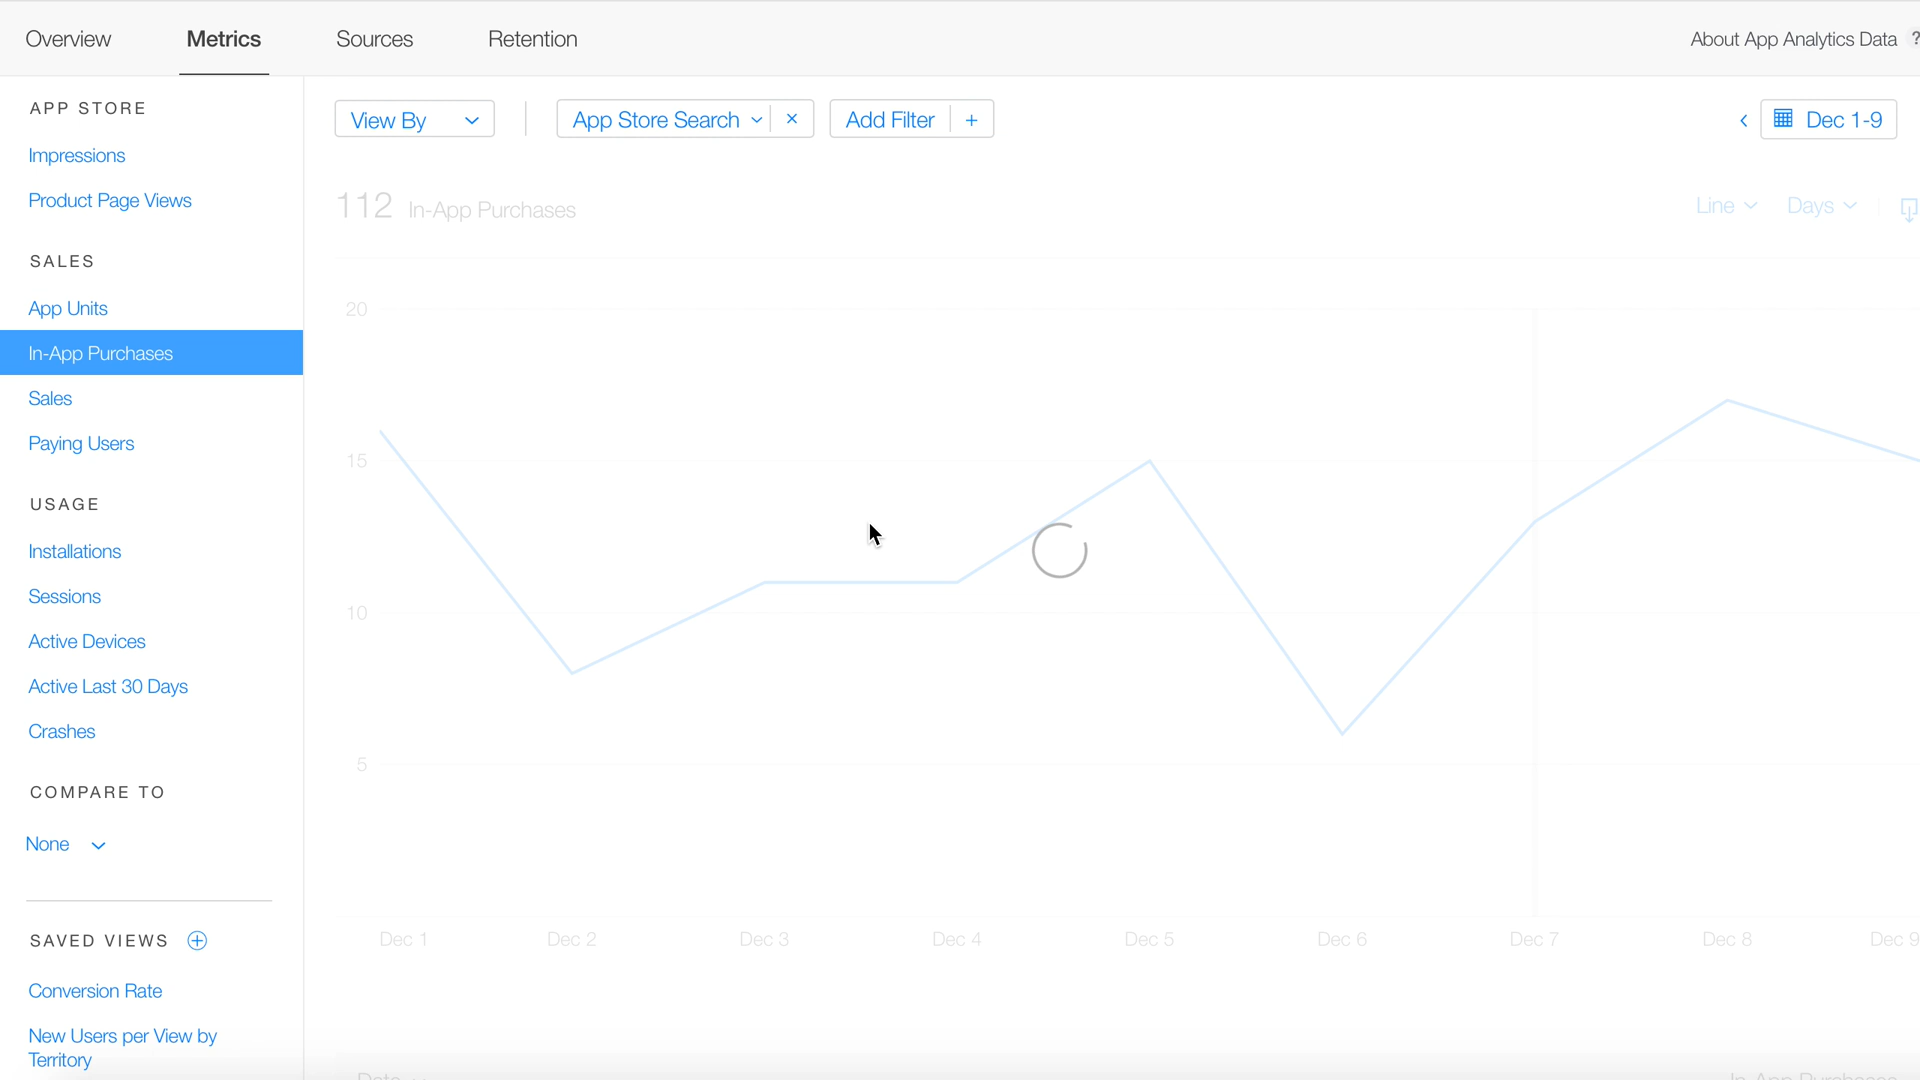 Overview Metrics Sources Retention About App Analytics Data ?
APP STORE
Impressions
Product Page Views
SALES
App Units
In-App Purchases
Sales
Paying Users
USAGE
Installations
Sessions
Active Devices
Active Last 30 Days
Crashes
COMPARE TO
None
SAVED VIEWS
Conversion Rate
New Users per View by
Territory
View By App Store Search × Add Filter + Dec 1-9
112 In-App Purchases Line Days
20
15
10
5
Dec 1 Dec 2 Dec 3 Dec 4 Dec 5 Dec 6 Dec 7 Dec 8 Dec 9
Date In-App Purchases